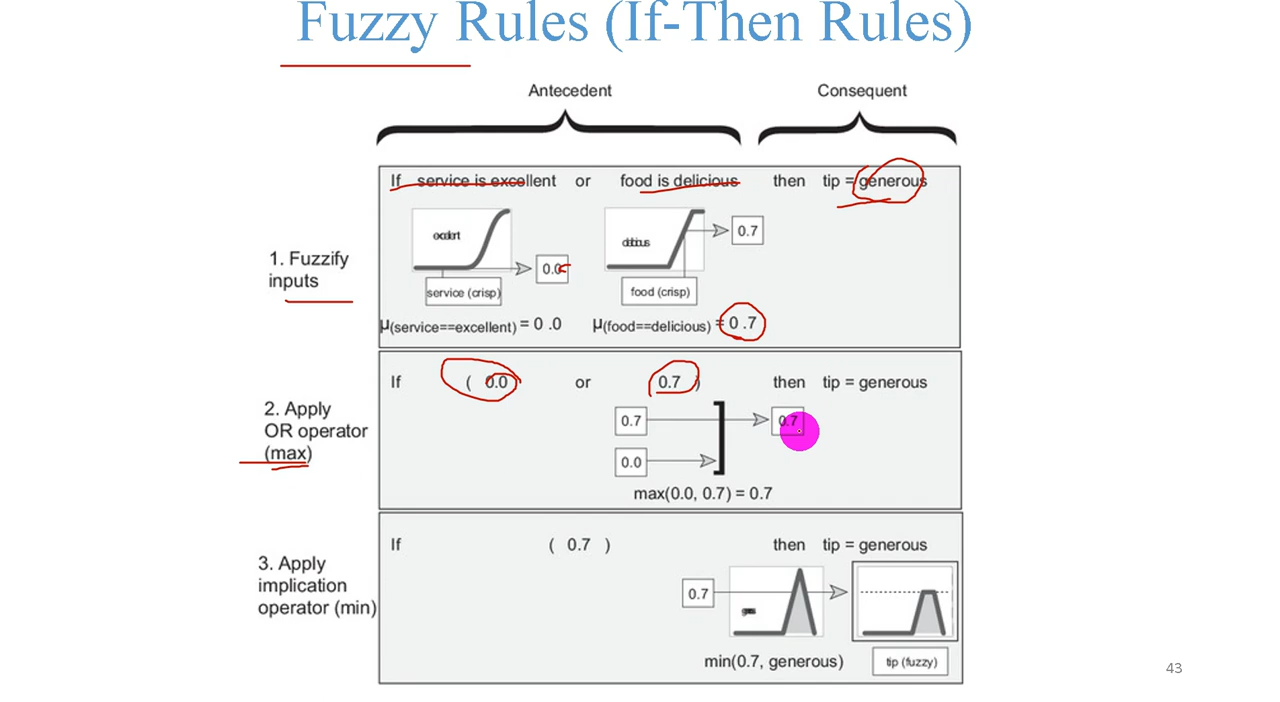 Fuzzy Rules (If-Then Rules)
Antecedent
Consequent
If service is excellent or food is delicious then tip = generous
1. Fuzzify
inputs
excellent
0.0
delicious
0.7
service (crisp)
food (crisp)
μ(service==excellent) = 0 .0
μ(food==delicious) = 0 .7
2. Apply
OR operator
(max)
If ( 0.0 or 0.7 ) then tip = generous
0.7
0.7
0.0
max(0.0, 0.7) = 0.7
3. Apply
implication
operator (min)
If ( 0.7 ) then tip = generous
0.7
min(0.7, generous)
tip (fuzzy)
43